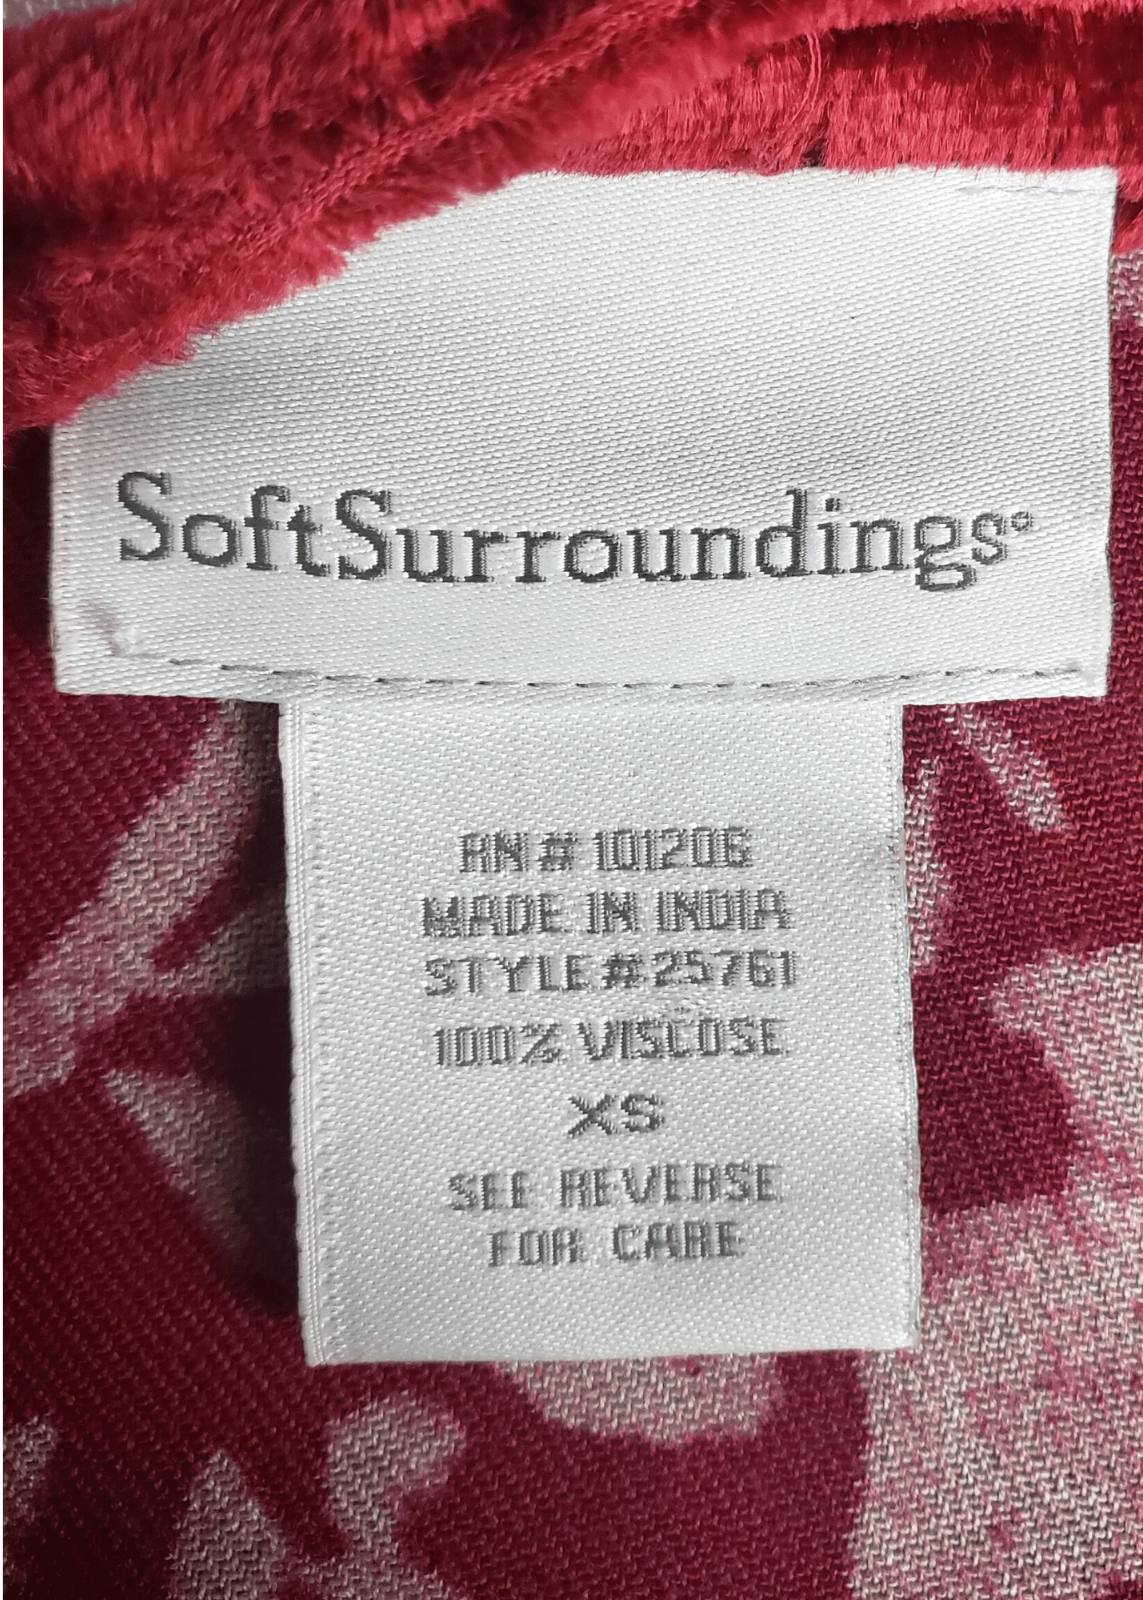 SoftSurroundings®
RN # 101206
MADE IN INDIA
STYLE#25761
100% VISCOSE
XS
SEE REVERSE
FOR CARE